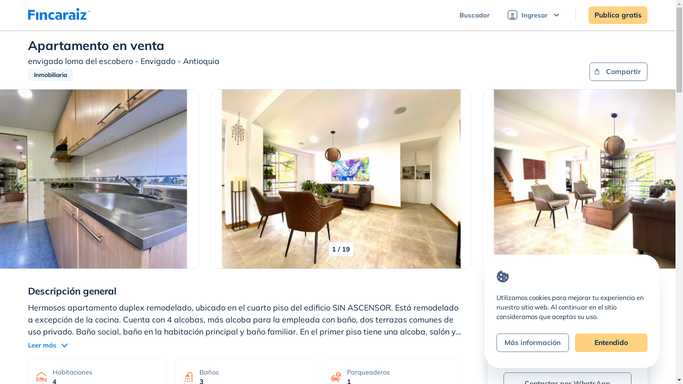 Fincaraiz
Buscador
Ingresar
Publica gratis
Apartamento en venta
envigado loma del escobero - Envigado - Antioquia
Inmobiliaria
Compartir
1 / 19
Descripción general
Hermosos apartamento duplex remodelado, ubicado en el cuarto piso del edificio SIN ASCENSOR. Está remodelado
a excepción de la cocina. Cuenta con 4 alcobas, más alcoba para la empleada con baño, dos terrazas comunes de
uso privado. Baño social, baño en la habitación principal y baño familiar. En el primer piso tiene una alcoba, salón y...
Leer más
Habitaciones
4
Baños
3
Parqueaderos
1
Utilizamos cookies para mejorar tu experiencia en
nuestro sitio web. Al continuar en el sitio
consideramos que aceptas su uso.
Más información
Entendido
Contactar por WhatsApp